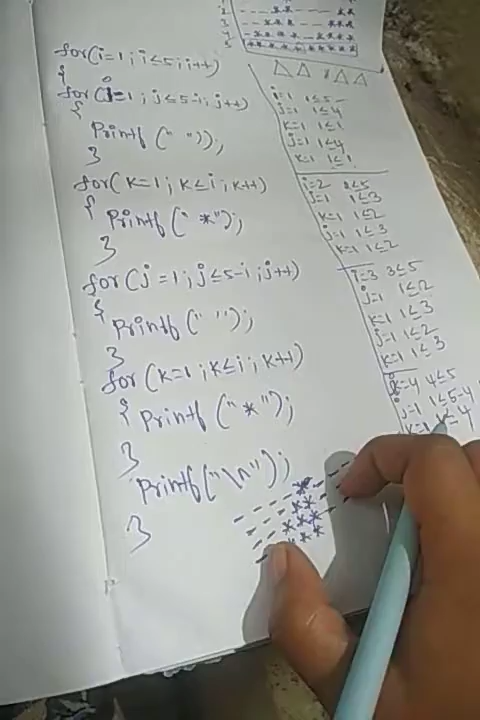 for(i=1; i≤5; i++)
{
for(j=1; j≤5-i; j++)
{
Printf(" ");
}
for(k=1; k≤i; k++)
{
Printf(" *");
}
for(j=1; j≤5-i; j++)
{
Printf(" ");
}
for(k=1; k≤i; k++)
{
Printf("*");
}
Printf("\n");
}
i=1 1≤5
j=1 1≤4
k=1 1≤1
j=1 1≤4
k=1 1≤1
i=2 2≤5
j=1 1≤3
k=1 1≤2
j=1 1≤3
k=1 1≤2
i=3 3≤5
j=1 1≤2
k=1 1≤3
j=1 1≤2
k=1 1≤3
=4 4≤5
j=1 1≤5-4
k=1